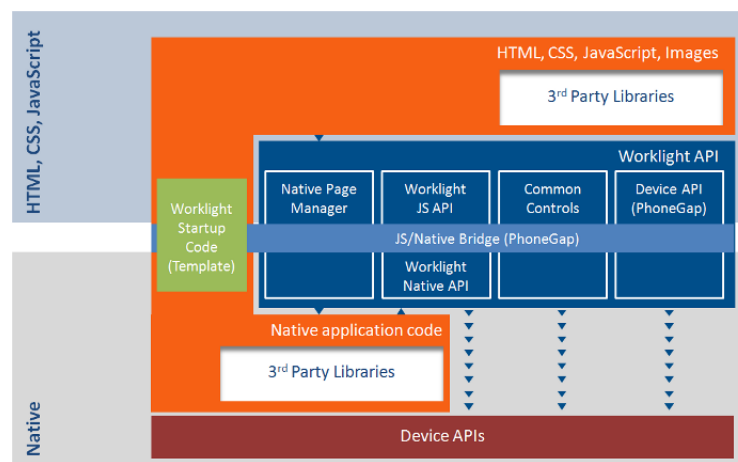 HTML, CSS, JavaScript
HTML, CSS, JavaScript, Images
3rd Party Libraries
Worklight API
Native Page
Manager
Worklight
JS API
Common
Controls
Device API
(PhoneGap)
Worklight
Startup
Code
(Template)
JS/Native Bridge (PhoneGap)
Worklight
Native API
Native application code
3rd Party Libraries
Native
Device APIs